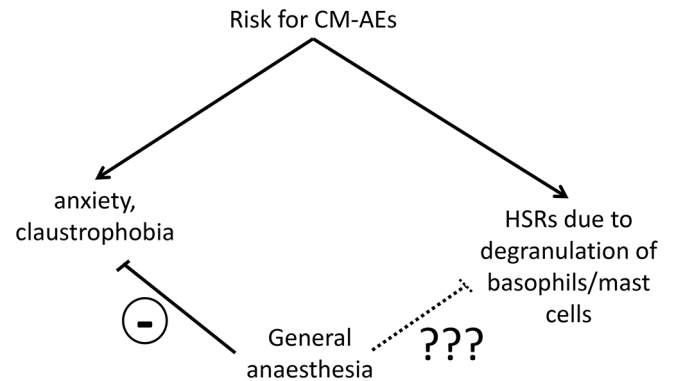 Risk for CM-AEs
anxiety,
claustrophobia
HSRs due to
degranulation of
basophils/mast
cells
-
General
anaesthesia
???